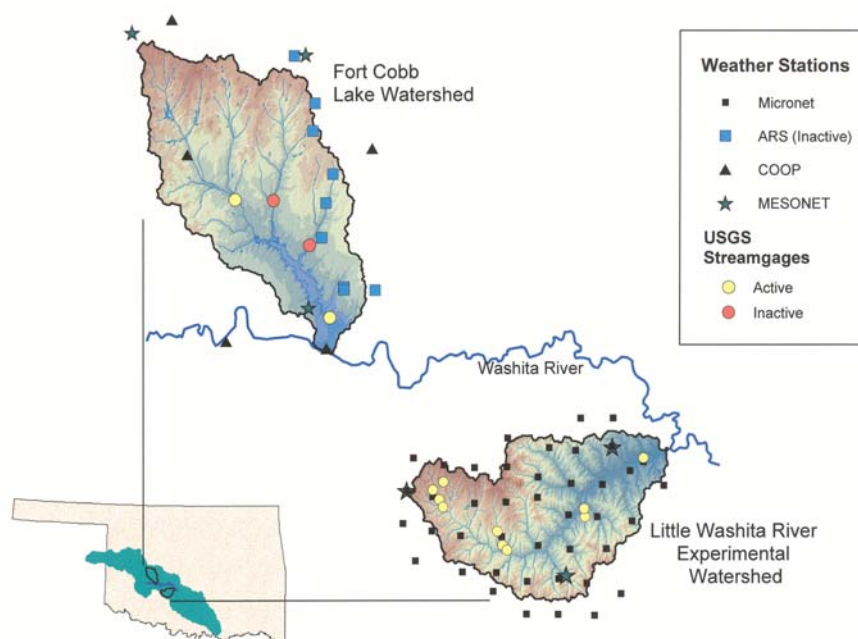 Fort Cobb
Lake Watershed
Weather Stations
Micronet
ARS (Inactive)
COOP
MESONET
USGS
Streamgages
Active
Inactive
Washita River
Little Washita River
Experimental
Watershed